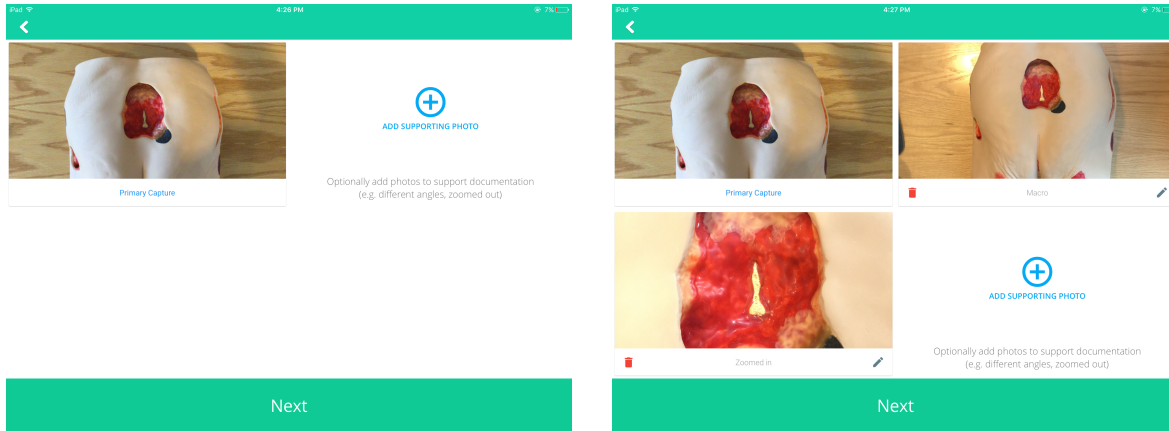 iPad
4:26 PM
7%
Primary Capture
ADD SUPPORTING PHOTO
Optionally add photos to support documentation
(e.g. different angles, zoomed out)
Next
iPad
4:27 PM
7%
Primary Capture
Macro
Zoomed in
ADD SUPPORTING PHOTO
Optionally add photos to support documentation
(e.g. different angles, zoomed out)
Next